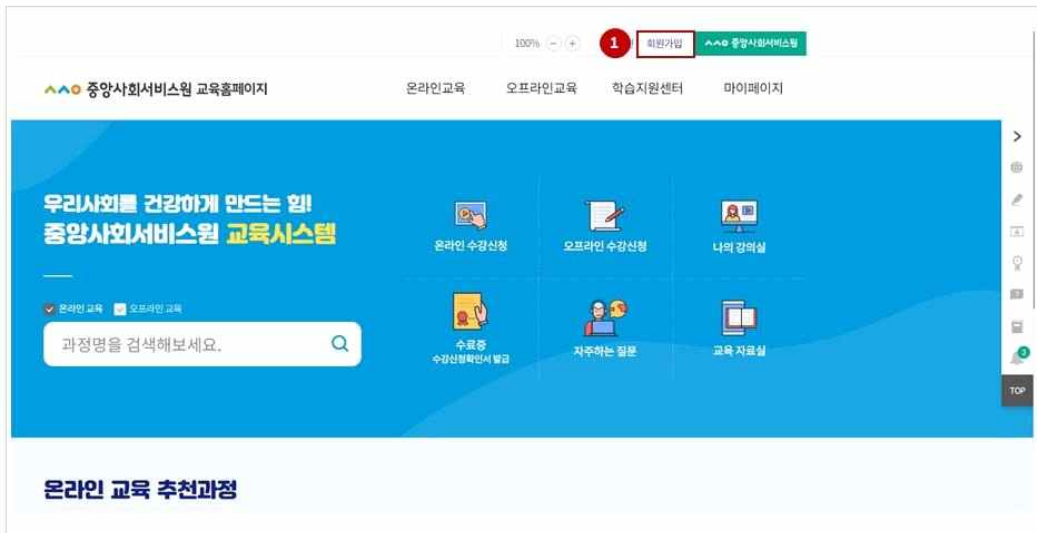 100%
1
회원가입
중앙사회서비스원
중앙사회서비스원 교육홈페이지
온라인교육
오프라인교육
학습지원센터
마이페이지
우리사회를 건강하게 만드는 힘!
중앙사회서비스원 교육시스템
온라인 교육
오프라인 교육
과정명을 검색해보세요.
온라인 수강신청
오프라인 수강신청
나의 강의실
수료증
수강신청확인서 발급
자주하는 질문
교육 자료실
TOP
온라인 교육 추천과정